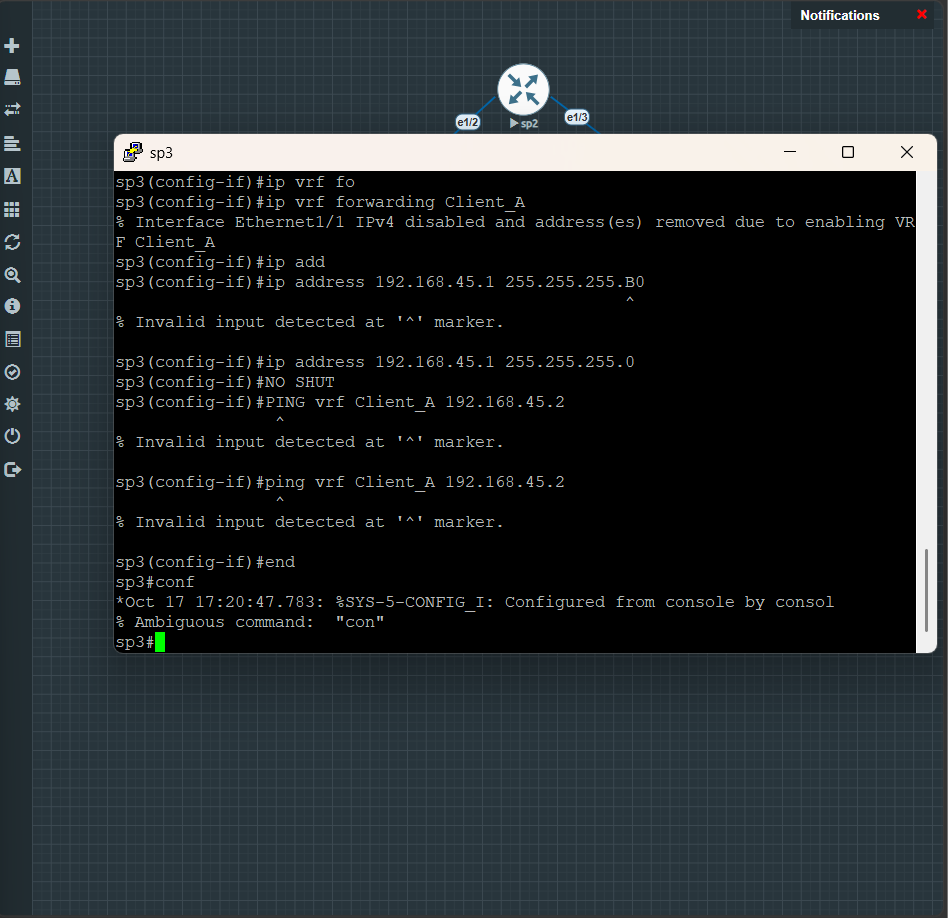 Notifications
e1/2
e1/3
sp2
sp3
sp3(config-if)#ip vrf fo
sp3(config-if)#ip vrf forwarding Client_A
% Interface Ethernet1/1 IPv4 disabled and address(es) removed due to enabling VR
F Client_A
sp3(config-if)#ip add
sp3(config-if)#ip address 192.168.45.1 255.255.255.B0
^
% Invalid input detected at '^' marker.
sp3(config-if)#ip address 192.168.45.1 255.255.255.0
sp3(config-if)#NO SHUT
sp3(config-if)#PING vrf Client_A 192.168.45.2
^
% Invalid input detected at '^' marker.
sp3(config-if)#ping vrf Client_A 192.168.45.2
^
% Invalid input detected at '^' marker.
sp3(config-if)#end
sp3#conf
*Oct 17 17:20:47.783: %SYS-5-CONFIG_I: Configured from console by consol
% Ambiguous command:  "con"
sp3#